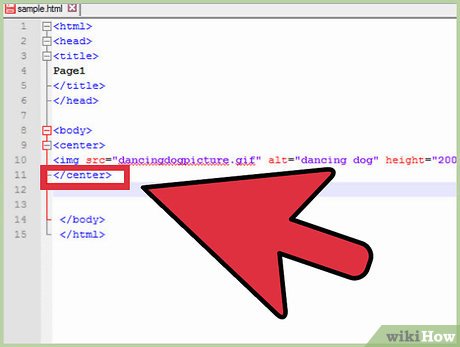 sample.html
1 <html>
2 <head>
3 <title>
4 Page1
5 </title>
6 </head>
7
8 <body>
9 <center>
10 <img src="dancingdogpicture.gif" alt="dancing dog" height="200
11 </center>
12
13
14 </body>
15 </html>
wikiHow